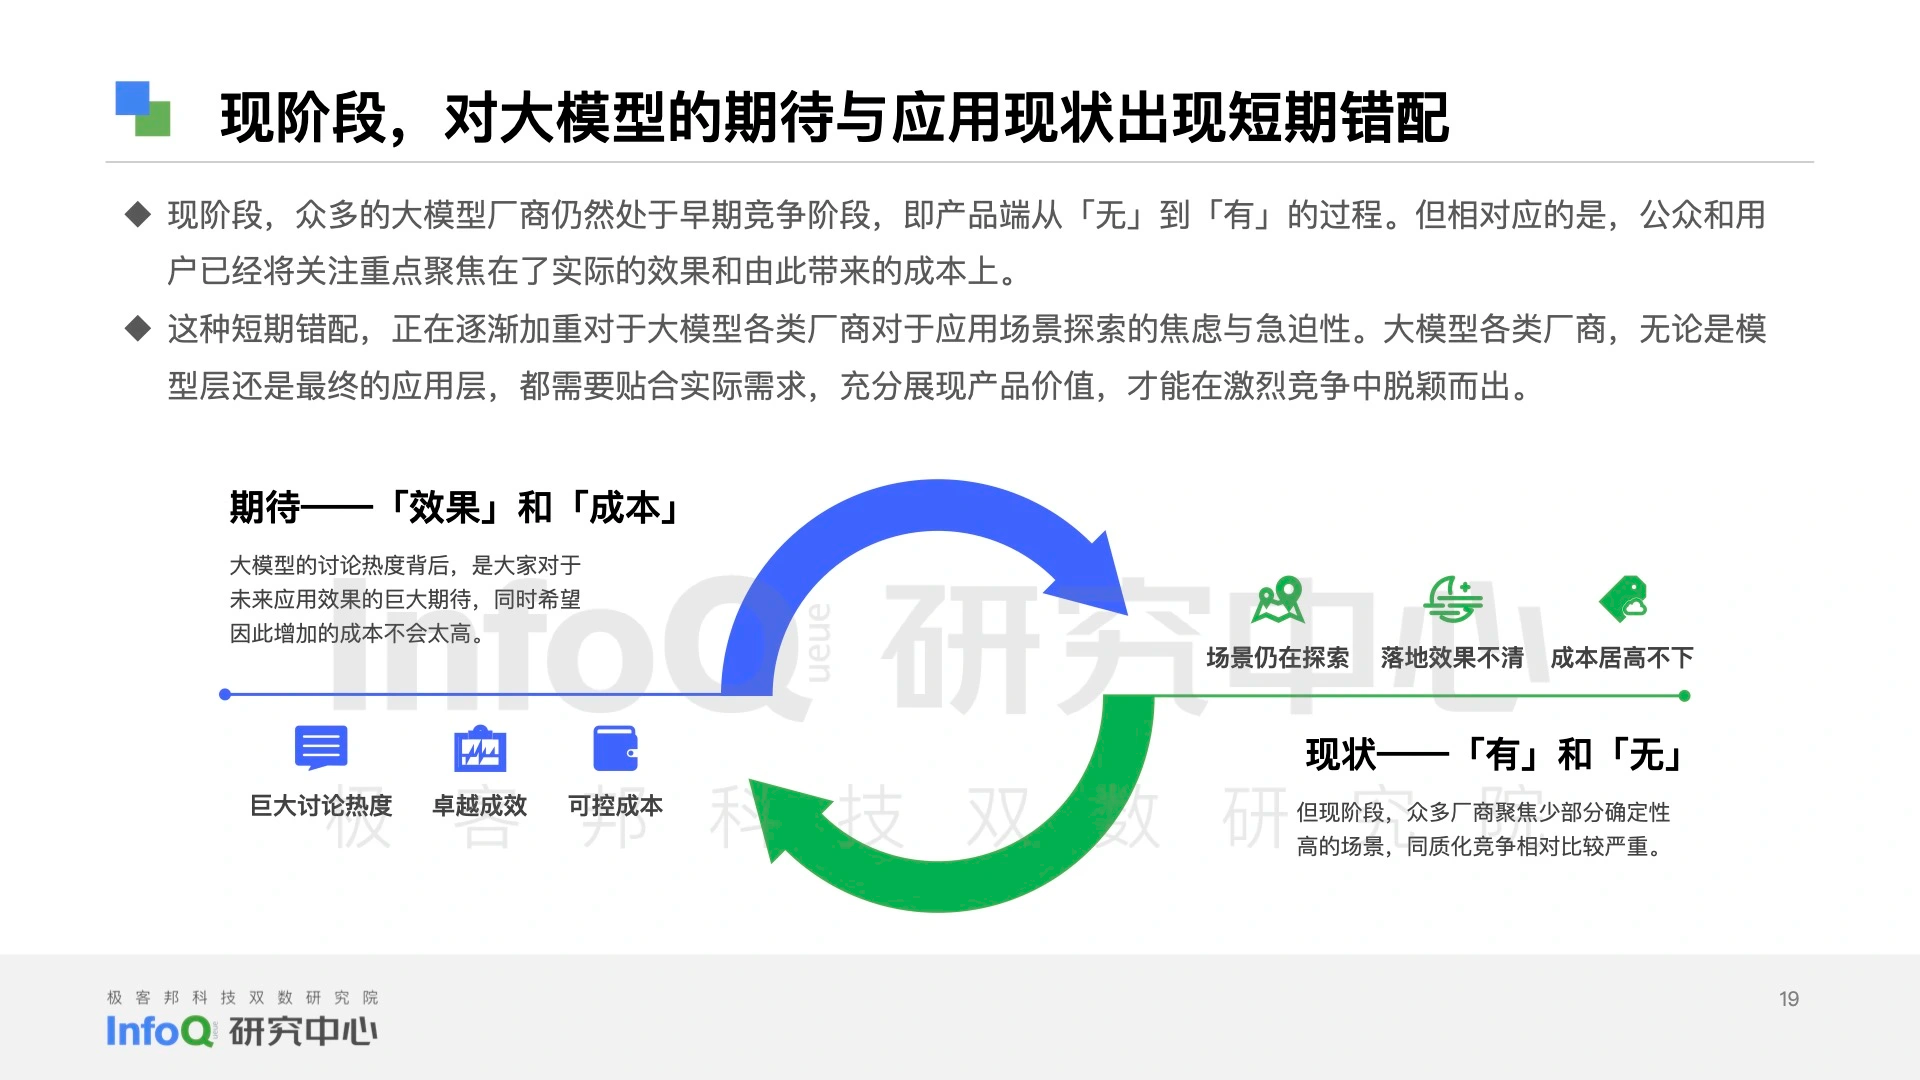 现阶段，对大模型的期待与应用现状出现短期错配
现阶段，众多的大模型厂商仍然处于早期竞争阶段，即产品端从「无」到「有」的过程。但相对应的是，公众和用
户已经将关注重点聚焦在了实际的效果和由此带来的成本上。
这种短期错配，正在逐渐加重对于大模型各类厂商对于应用场景探索的焦虑与急迫性。大模型各类厂商，无论是模
型层还是最终的应用层，都需要贴合实际需求，充分展现产品价值，才能在激烈竞争中脱颖而出。
期待——「效果」和「成本」
大模型的讨论热度背后，是大家对于
未来应用效果的巨大期待，同时希望
因此增加的成本不会太高。
巨大讨论热度
卓越成效
可控成本
场景仍在探索
落地效果不清
成本居高不下
现状——「有」和「无」
但现阶段，众多厂商聚焦少部分确定性
高的场景，同质化竞争相对比较严重。
InfoQueue 研究中心
极客邦科技双数研究院
极客邦科技双数研究院
InfoQueue 研究中心
19